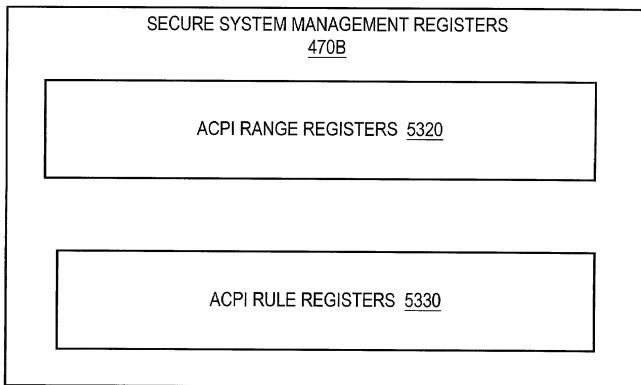 SECURE SYSTEM MANAGEMENT REGISTERS
470B
ACPI RANGE REGISTERS 5320
ACPI RULE REGISTERS 5330